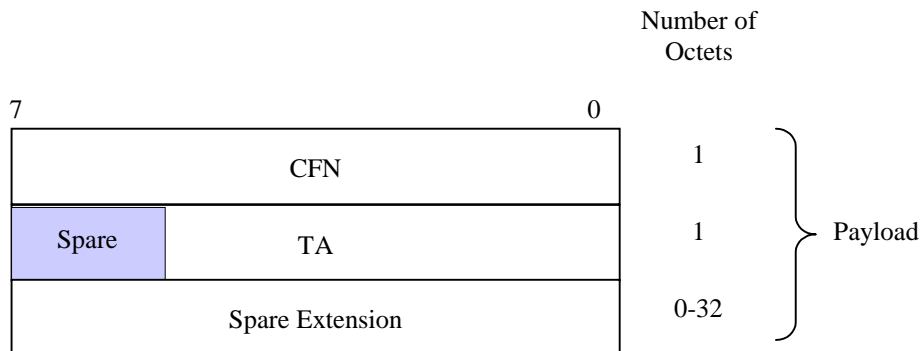 Number of
Octets
7 0
CFN 1
Spare TA 1 Payload
Spare Extension 0-32